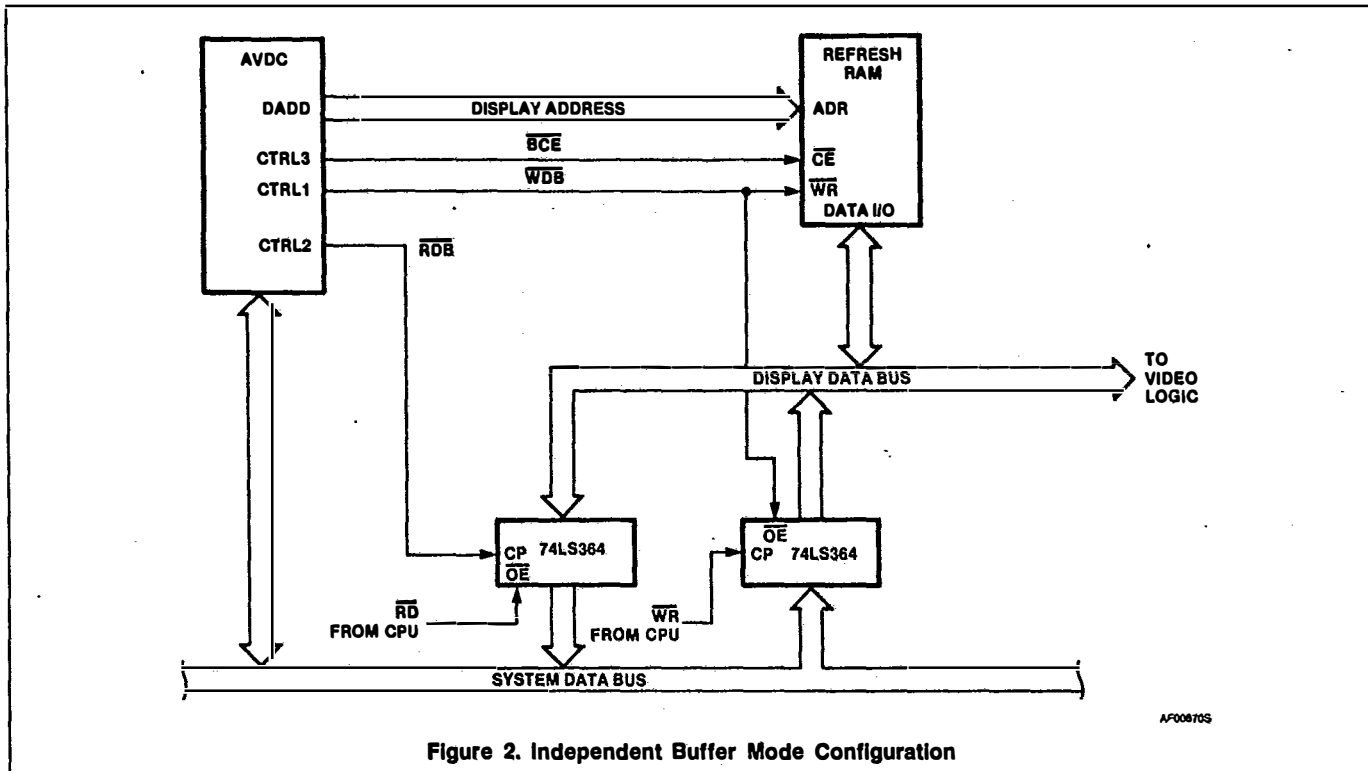 AVDC
REFRESH
RAM
DADD
DISPLAY ADDRESS
ADR
CTRL3
BCE
CE
CTRL1
WDB
WR
DATA I/O
CTRL2
RDB
DISPLAY DATA BUS
TO
VIDEO
LOGIC
CP 74LS364
OE
OE
CP 74LS364
RD
FROM CPU
WR
FROM CPU
SYSTEM DATA BUS
AF00870S
Figure 2. Independent Buffer Mode Configuration